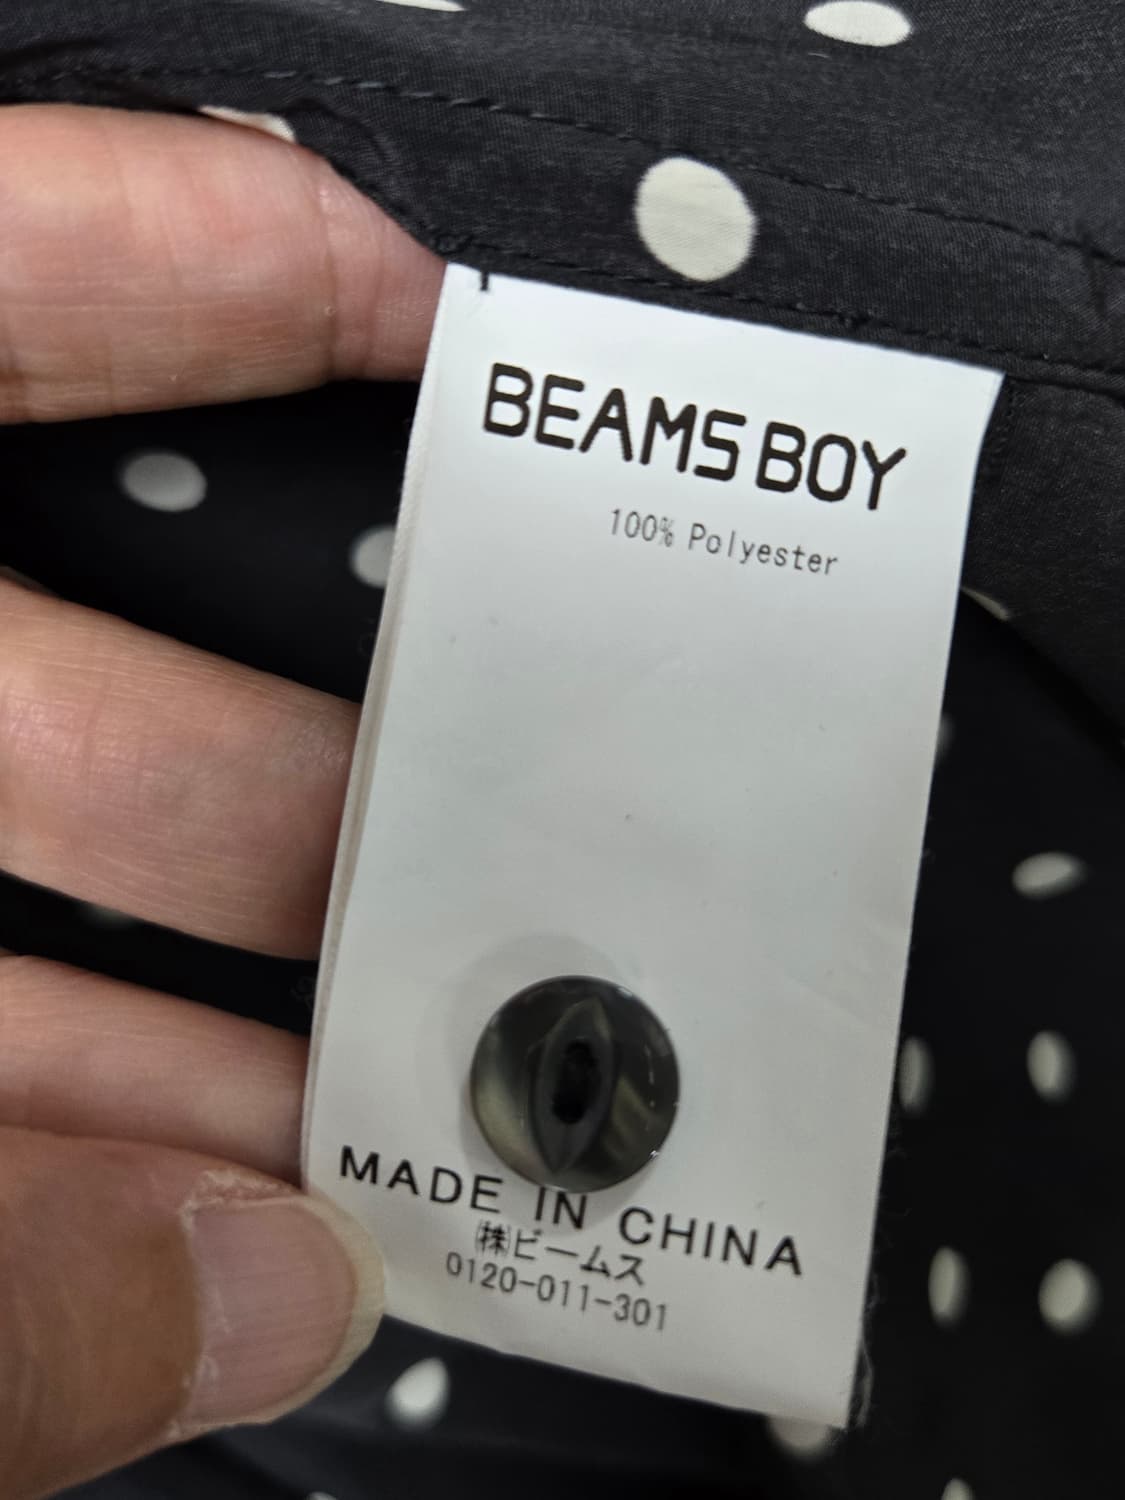 BEAMS BOY
100% Polyester
MADE IN CHINA
㈱ビームス
0120-011-301